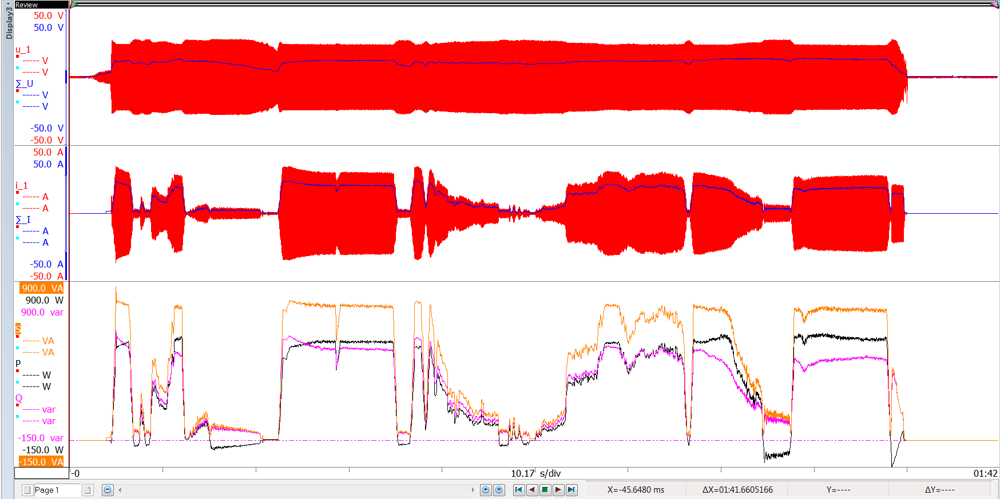 Review
Display3
50.0 V
50.0 V
u_1
----- V
----- V
∑_U
----- V
----- V
-50.0 V
-50.0 V
50.0 A
50.0 A
i_1
----- A
----- A
∑_I
----- A
----- A
-50.0 A
-50.0 A
900.0 VA
900.0 W
900.0 var
S
----- VA
----- VA
P
----- W
----- W
Q
----- var
----- var
-150.0 var
-150.0 W
-150.0 VA
-0 10.17 s/div 01:42
Page 1 X=-45.6480 ms ΔX=01:41.6605166 Y=---- ΔY=----